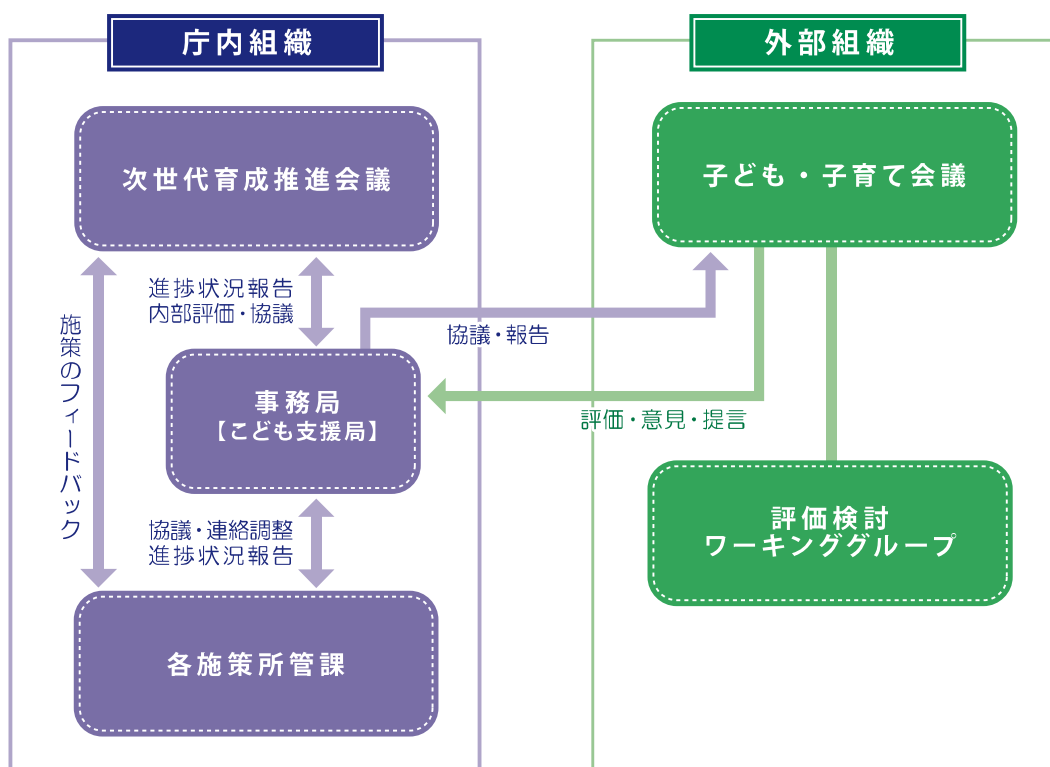 庁内組織
次世代育成推進会議
進捗状況報告
内部評価・協議
施策のフィードバック
事務局
【こども支援局】
協議・連絡調整
進捗状況報告
各施策所管課
協議・報告
評価・意見・提言
外部組織
子ども・子育て会議
評価検討
ワーキンググループ